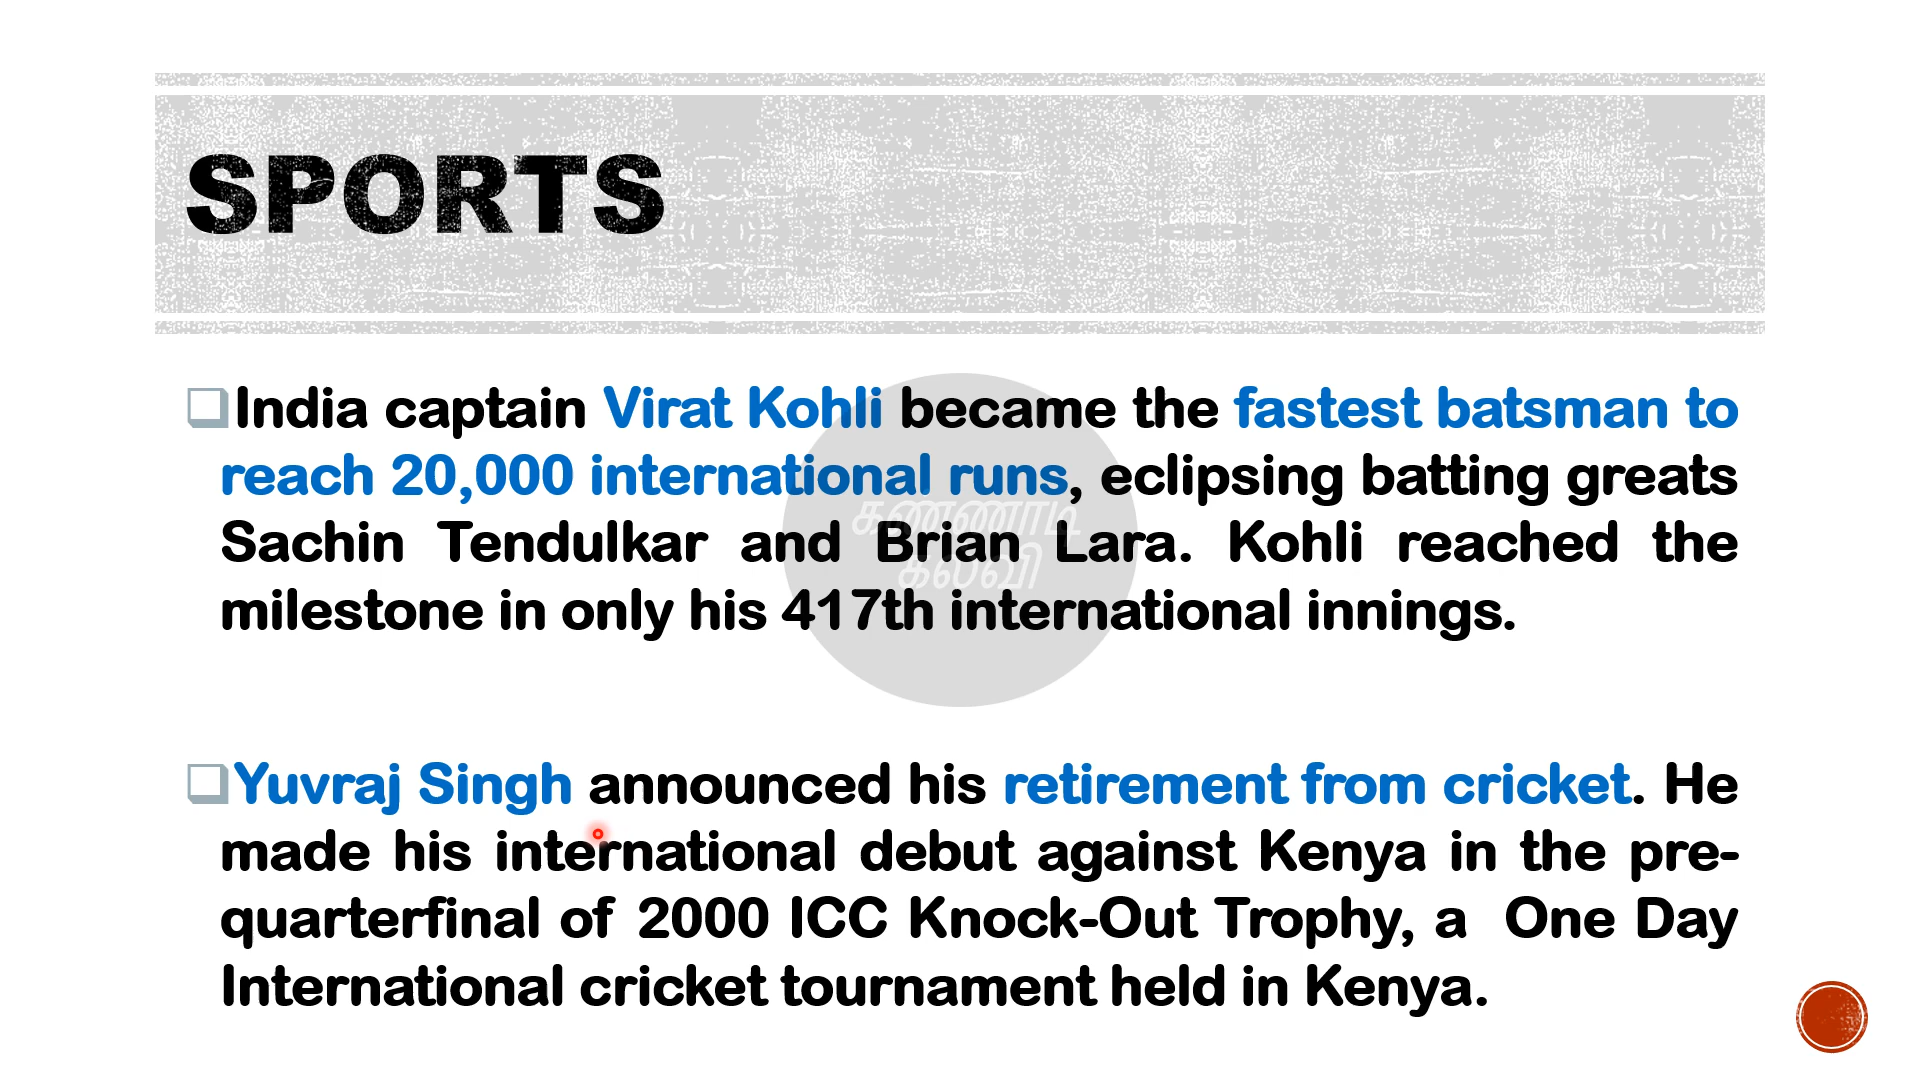 SPORTS
India captain Virat Kohli became the fastest batsman to
reach 20,000 international runs, eclipsing batting greats
Sachin Tendulkar and Brian Lara. Kohli reached the
milestone in only his 417th international innings.
கண்ணாடி
கல்வி
Yuvraj Singh announced his retirement from cricket. He
made his international debut against Kenya in the pre-
quarterfinal of 2000 ICC Knock-Out Trophy, a One Day
International cricket tournament held in Kenya.